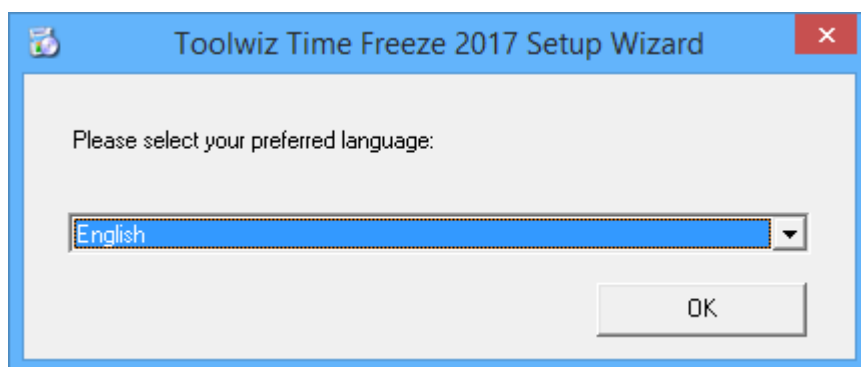 Toolwiz Time Freeze 2017 Setup Wizard
Please select your preferred language:
English
OK